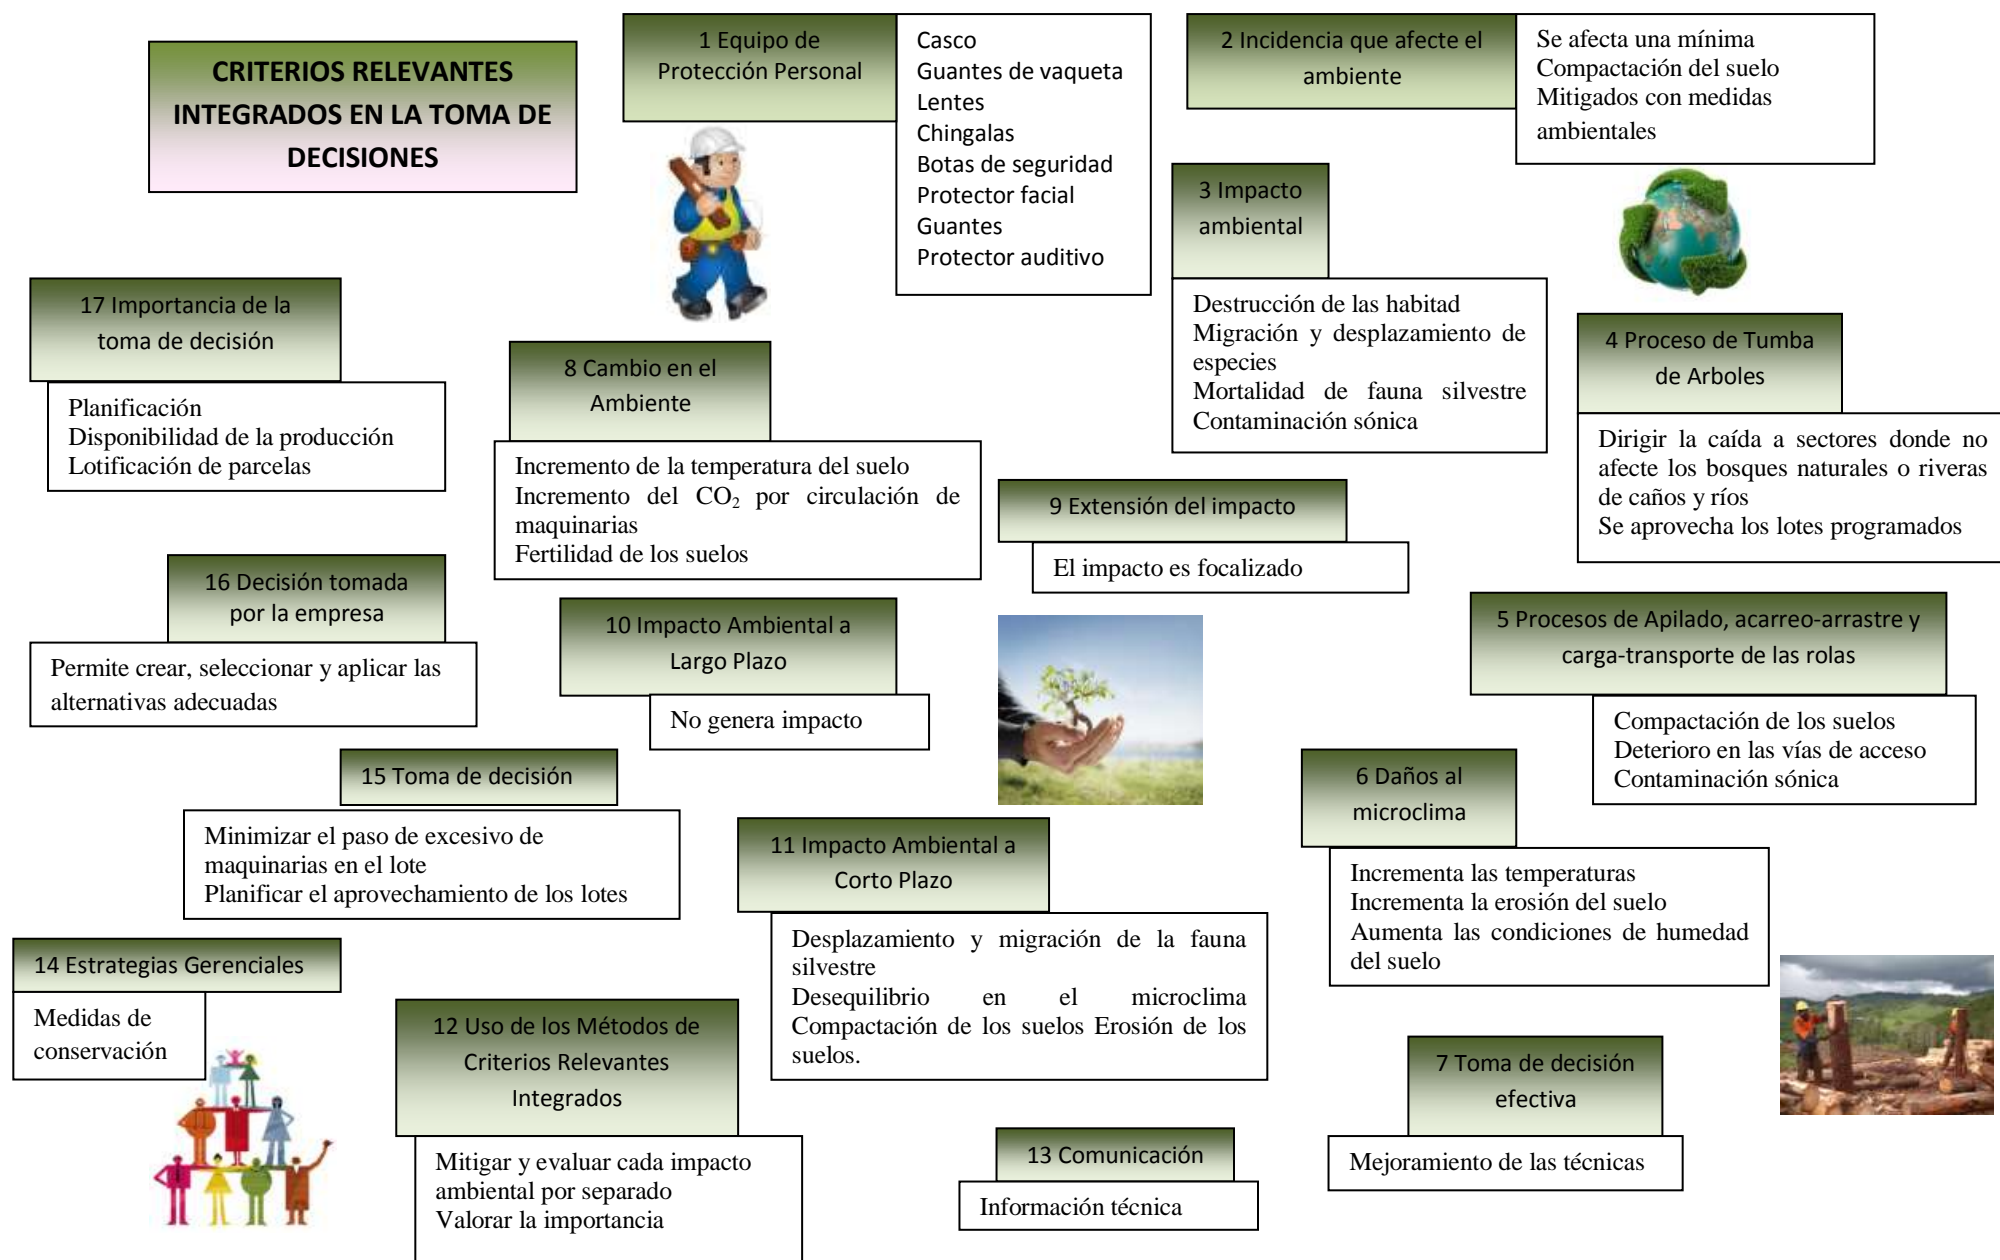 CRITERIOS RELEVANTES
INTEGRADOS EN LA TOMA DE
DECISIONES
1 Equipo de
Protección Personal
Casco
Guantes de vaqueta
Lentes
Chingalas
Botas de seguridad
Protector facial
Guantes
Protector auditivo
2 Incidencia que afecte el
ambiente
Se afecta una mínima
Compactación del suelo
Mitigados con medidas
ambientales
3 Impacto
ambiental
Destrucción de las habitad
Migración y desplazamiento de
especies
Mortalidad de fauna silvestre
Contaminación sónica
4 Proceso de Tumba
de Arboles
Dirigir la caída a sectores donde no
afecte los bosques naturales o riveras
de caños y ríos
Se aprovecha los lotes programados
5 Procesos de Apilado, acarreo-arrastre y
carga-transporte de las rolas
Compactación de los suelos
Deterioro en las vías de acceso
Contaminación sónica
6 Daños al
microclima
Incrementa las temperaturas
Incrementa la erosión del suelo
Aumenta las condiciones de humedad
del suelo
7 Toma de decisión
efectiva
Mejoramiento de las técnicas
8 Cambio en el
Ambiente
Incremento de la temperatura del suelo
Incremento del CO₂ por circulación de
maquinarias
Fertilidad de los suelos
9 Extensión del impacto
El impacto es focalizado
10 Impacto Ambiental a
Largo Plazo
No genera impacto
11 Impacto Ambiental a
Corto Plazo
Desplazamiento y migración de la fauna
silvestre
Desequilibrio en el microclima
Compactación de los suelos Erosión de los
suelos.
12 Uso de los Métodos de
Criterios Relevantes
Integrados
Mitigar y evaluar cada impacto
ambiental por separado
Valorar la importancia
13 Comunicación
Información técnica
14 Estrategias Gerenciales
Medidas de
conservación
15 Toma de decisión
Minimizar el paso de excesivo de
maquinarias en el lote
Planificar el aprovechamiento de los lotes
16 Decisión tomada
por la empresa
Permite crear, seleccionar y aplicar las
alternativas adecuadas
17 Importancia de la
toma de decisión
Planificación
Disponibilidad de la producción
Lotificación de parcelas